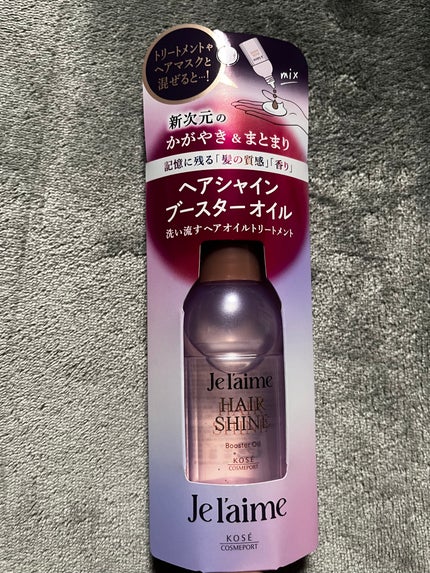 トリートメントや
ヘアマスクと
混ぜると…!
mix
新次元の
かがやき&まとまり
記憶に残る「髪の質感」「香り」
ヘアシャイン
ブースターオイル
洗い流すヘアオイルトリートメント
Je l'aime
HAIR
SHINE
Booster Oil
KOSÉ
COSMEPORT
Je l'aime
KOSÉ
COSMEPORT